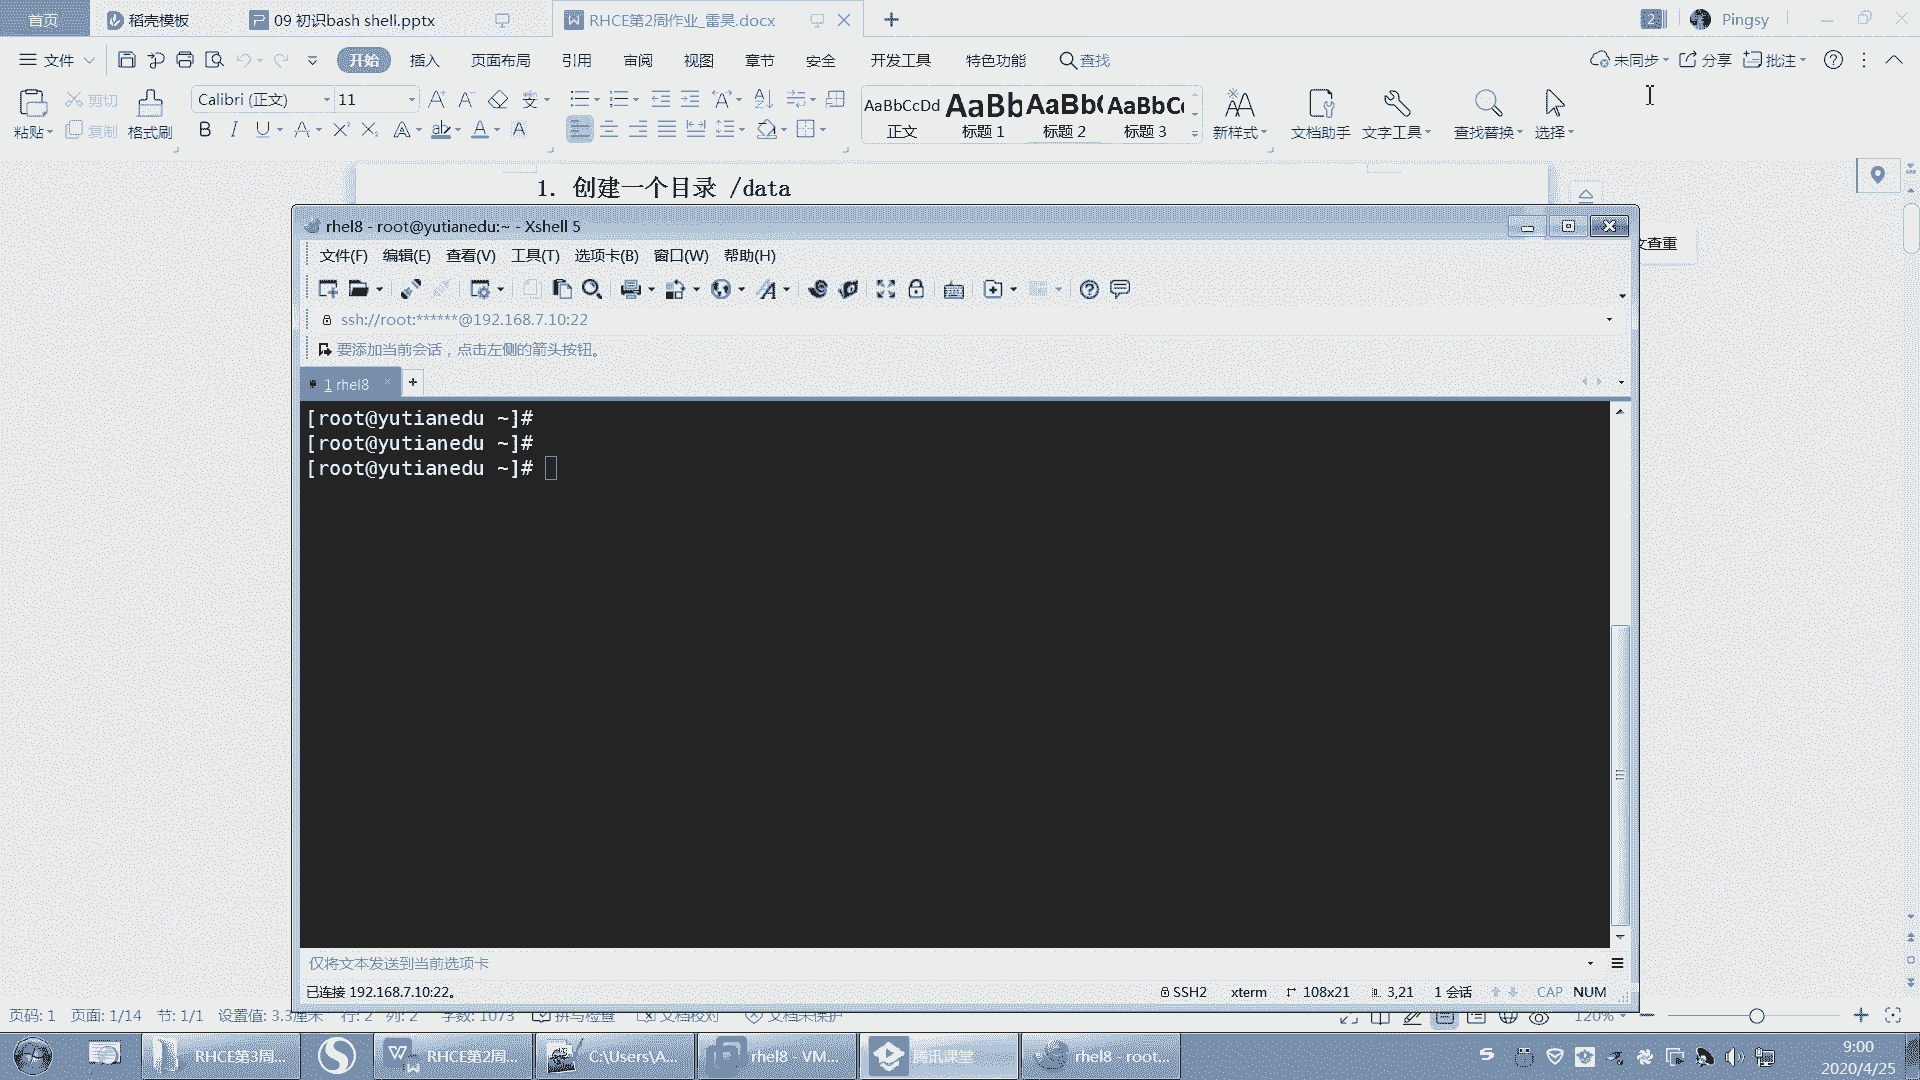 首页 稻壳模板 09 初识bash shell.pptx RHCE第2周作业_雷昊.docx 2 Pingsy
文件 开始 插入 页面布局 引用 审阅 视图 章节 安全 开发工具 特色功能 查找 未同步 分享 批注
Calibri (正文) 11
粘贴 剪切 复制 格式刷
AaBbCcDd AaBb AaBb( AaBbC
正文 标题 1 标题 2 标题 3 新样式 文档助手 文字工具 查找替换 选择
1. 创建一个目录 /data
rhel8 - root@yutianedu:~ - Xshell 5
查重
文件(F) 编辑(E) 查看(V) 工具(T) 选项卡(B) 窗口(W) 帮助(H)
ssh://root:******@192.168.7.10:22
要添加当前会话，点击左侧的箭头按钮。
1 rhel8
[root@yutianedu ~]#
[root@yutianedu ~]#
[root@yutianedu ~]#
仅将文本发送到当前选项卡
已连接 192.168.7.10:22。 SSH2 xterm 108x21 3,21 1 会话 CAP NUM
页码: 1 页面: 1/14 节: 1/1 设置值: 3.3厘米 行: 2 列: 2 字数: 1073 拼写检查 文档校对 文档未保护 120%
RHCE第3周... RHCE第2周... C:\Users\A... rhel8 - VM... 腾讯课堂 rhel8 - root...
9:00
2020/4/25